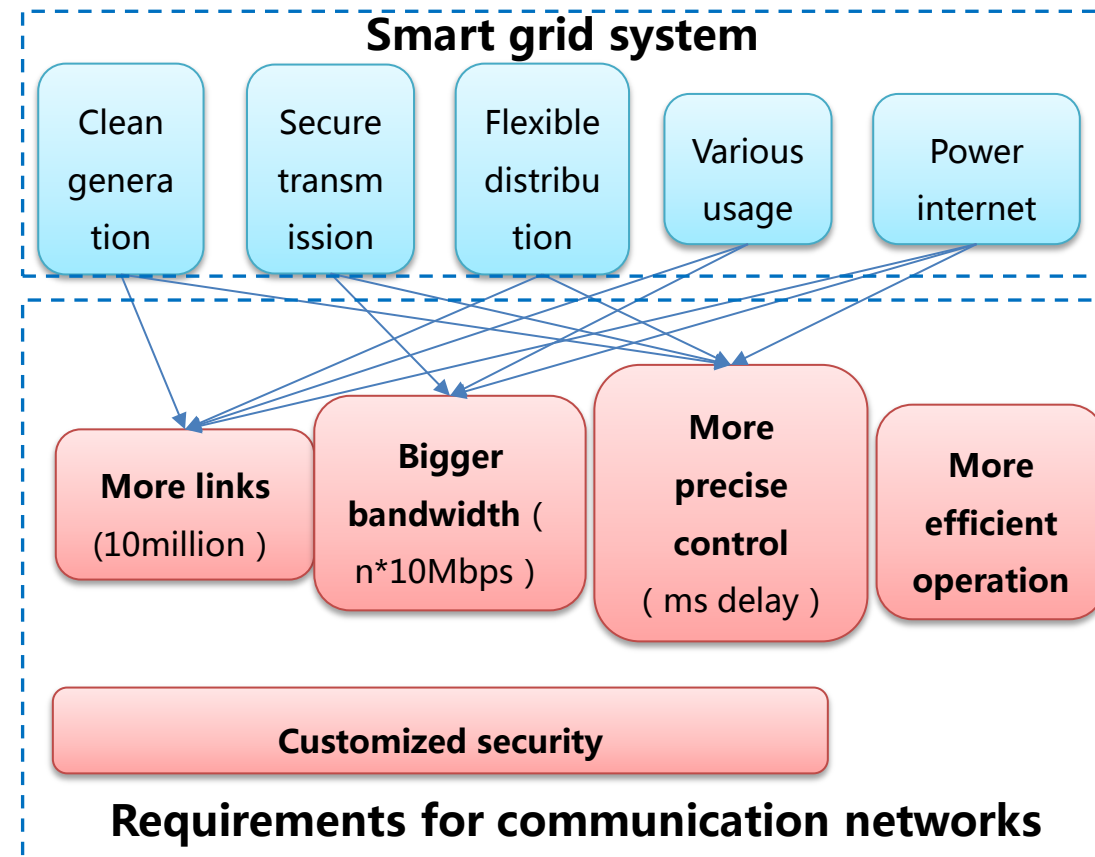 Smart grid system
Clean
genera
tion
Secure
transm
ission
Flexible
distribu
tion
Various
usage
Power
internet
More links
(10million )
Bigger
bandwidth (
n*10Mbps )
More
precise
control
( ms delay )
More
efficient
operation
Customized security
Requirements for communication networks